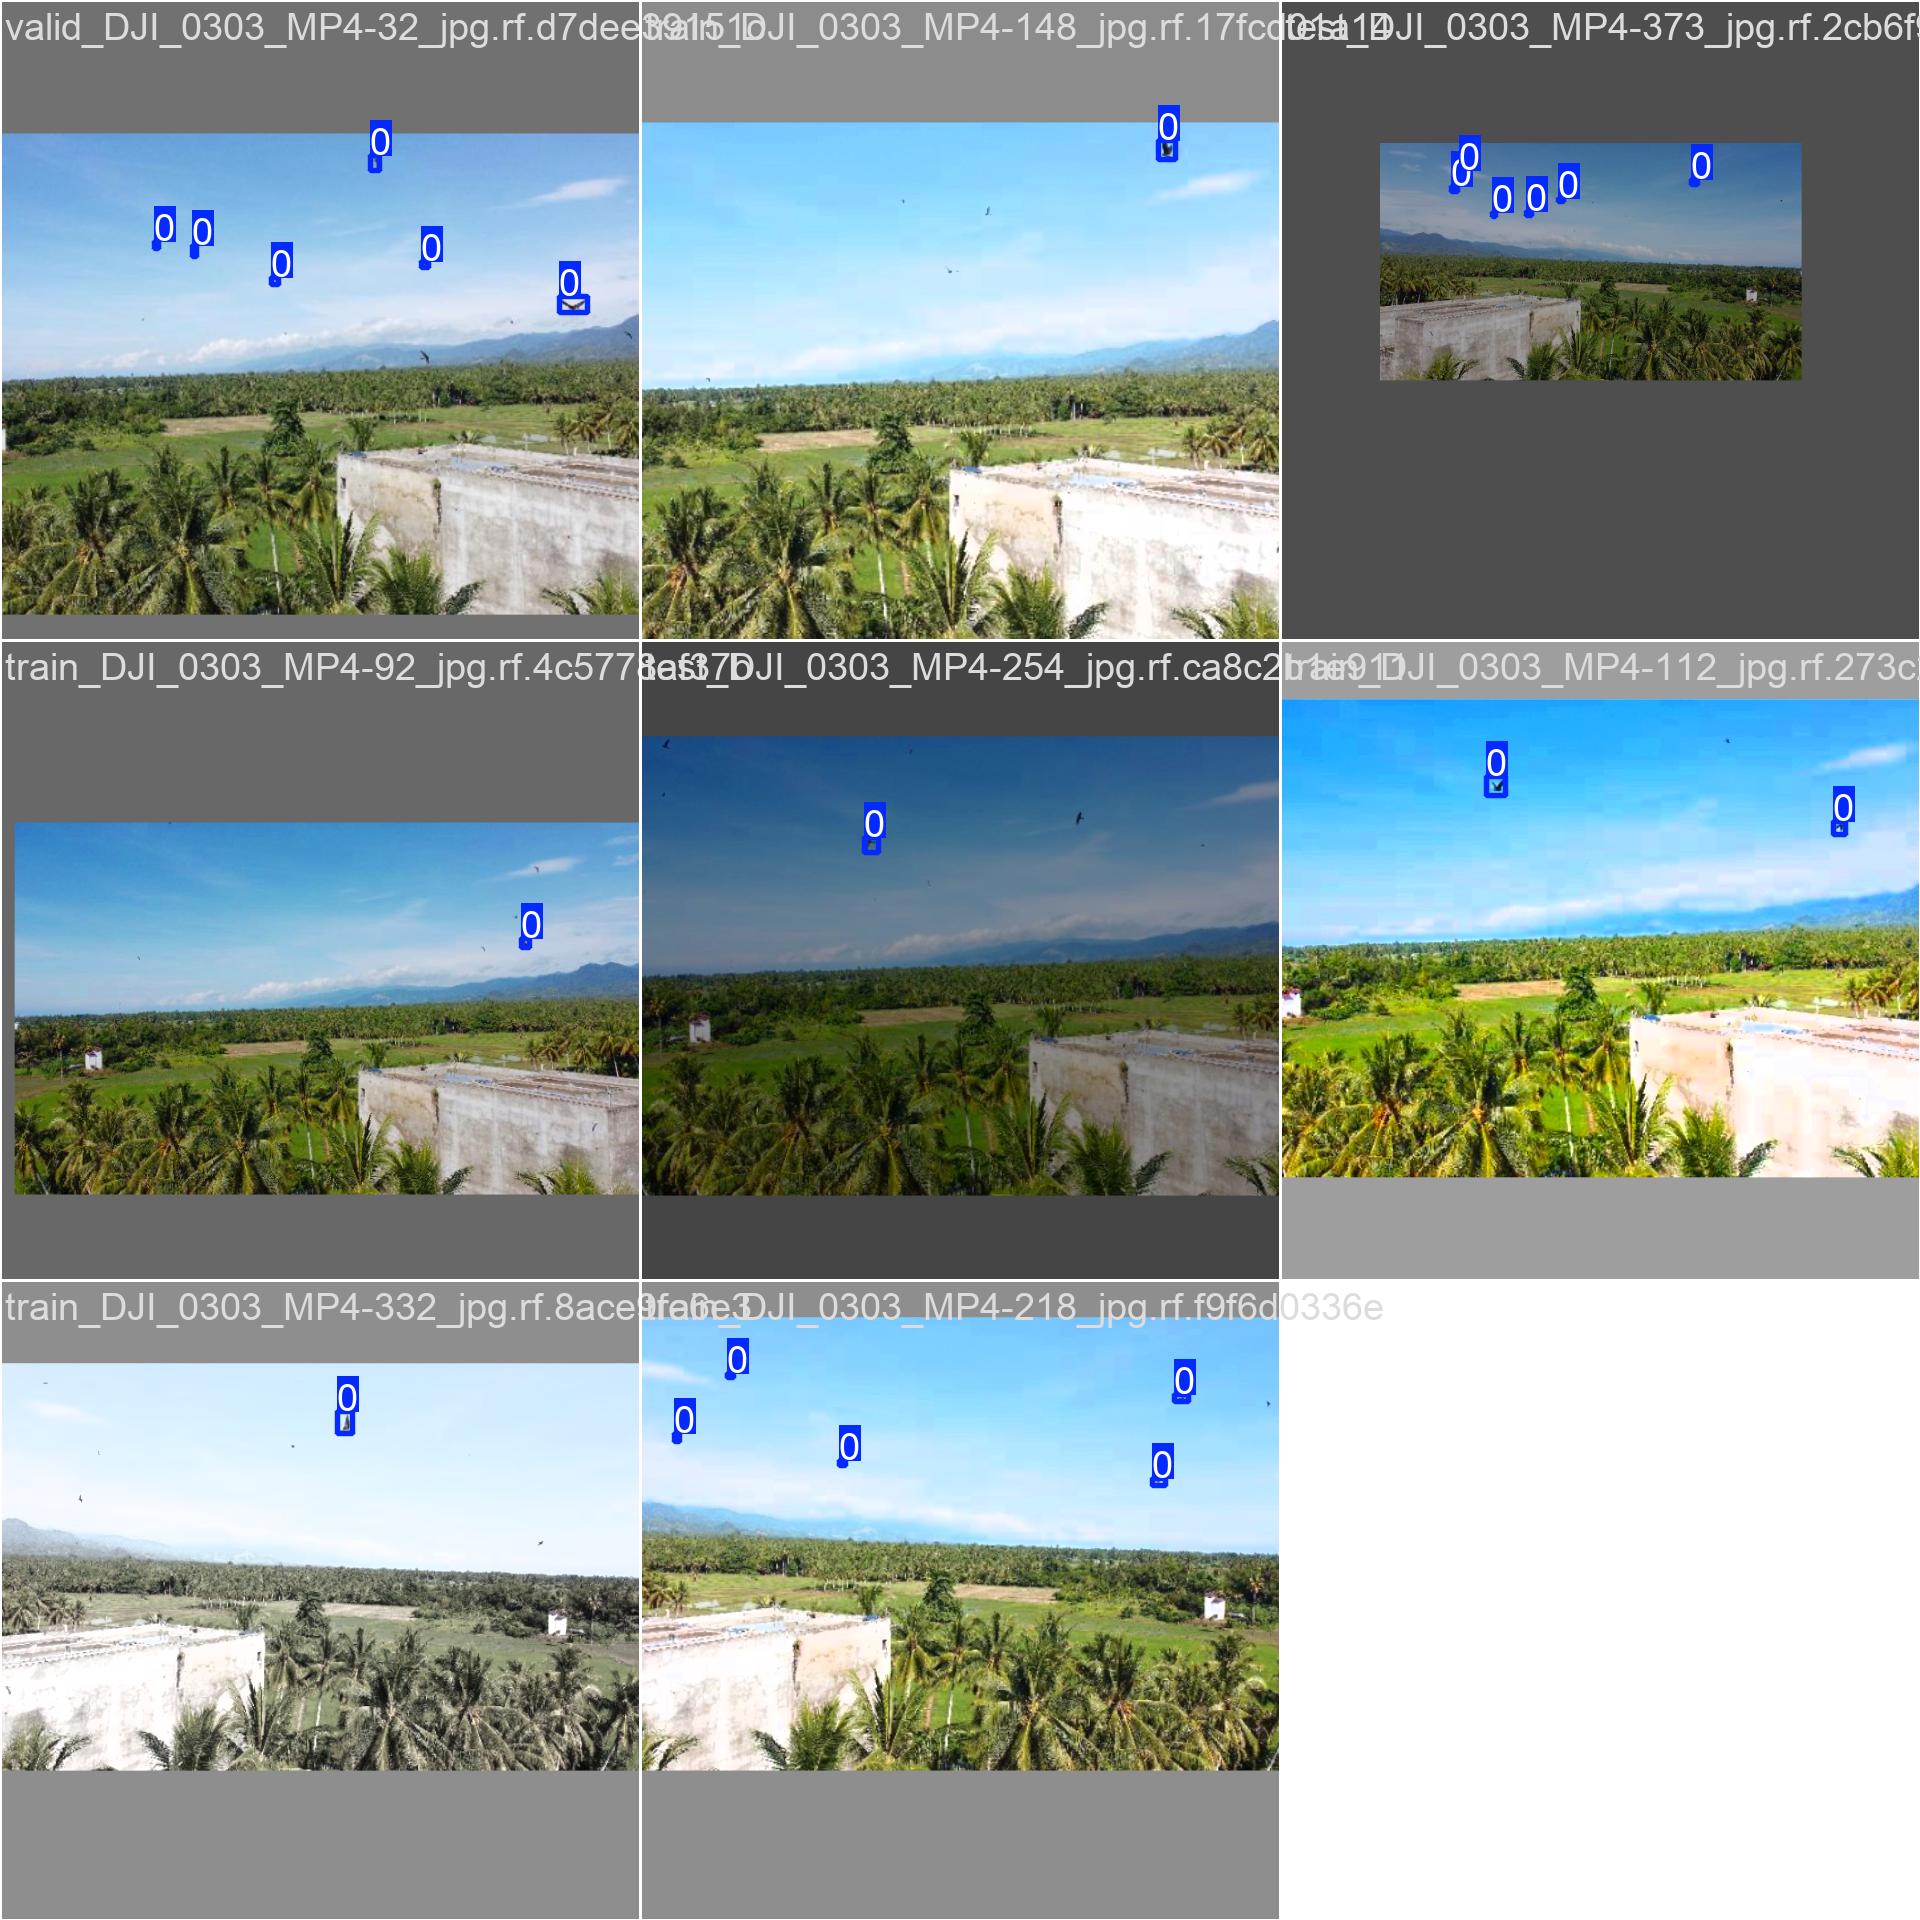 valid_DJI_0303_MP4-32_jpg.rf.d7dee
DJI_0303_MP4-148_jpg.rf.17fcd
DJI_0303_MP4-373_jpg.rf.2cb6f
0
0
0
0
0
0
0
0
0
0
0
0
0
train_DJI_0303_MP4-92_jpg.rf.4c577
DJI_0303_MP4-254_jpg.rf.ca8c2
DJI_0303_MP4-112_jpg.rf.273c
0
0
0
0
train_DJI_0303_MP4-332_jpg.rf.8ace
DJI_0303_MP4-218_jpg.rf.f9f6d0336e
0
0
0
0
0
0